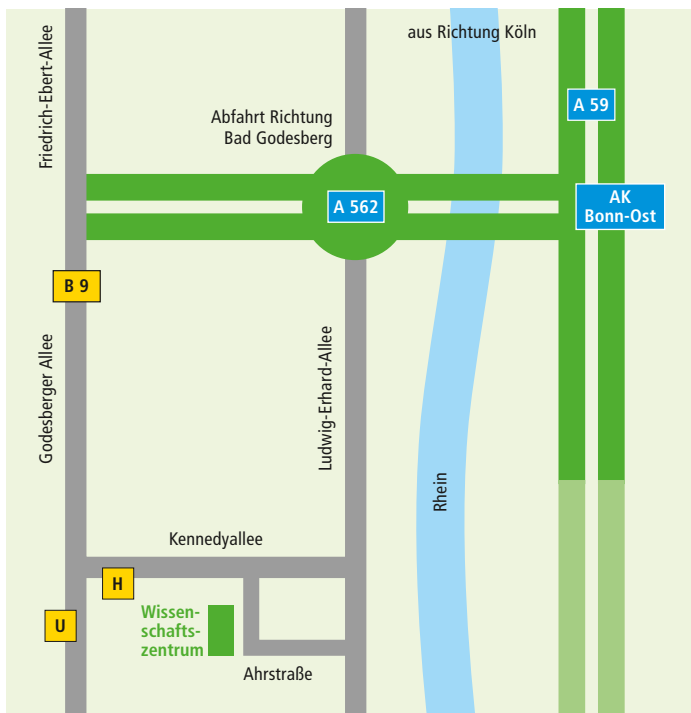 aus Richtung Köln
Friedrich-Ebert-Allee
A 59
Abfahrt Richtung
Bad Godesberg
A 562
AK
Bonn-Ost
B 9
Godesberger Allee
Ludwig-Erhard-Allee
Rhein
Kennedyallee
H
Wissen-
schafts-
zentrum
U
Ahrstraße